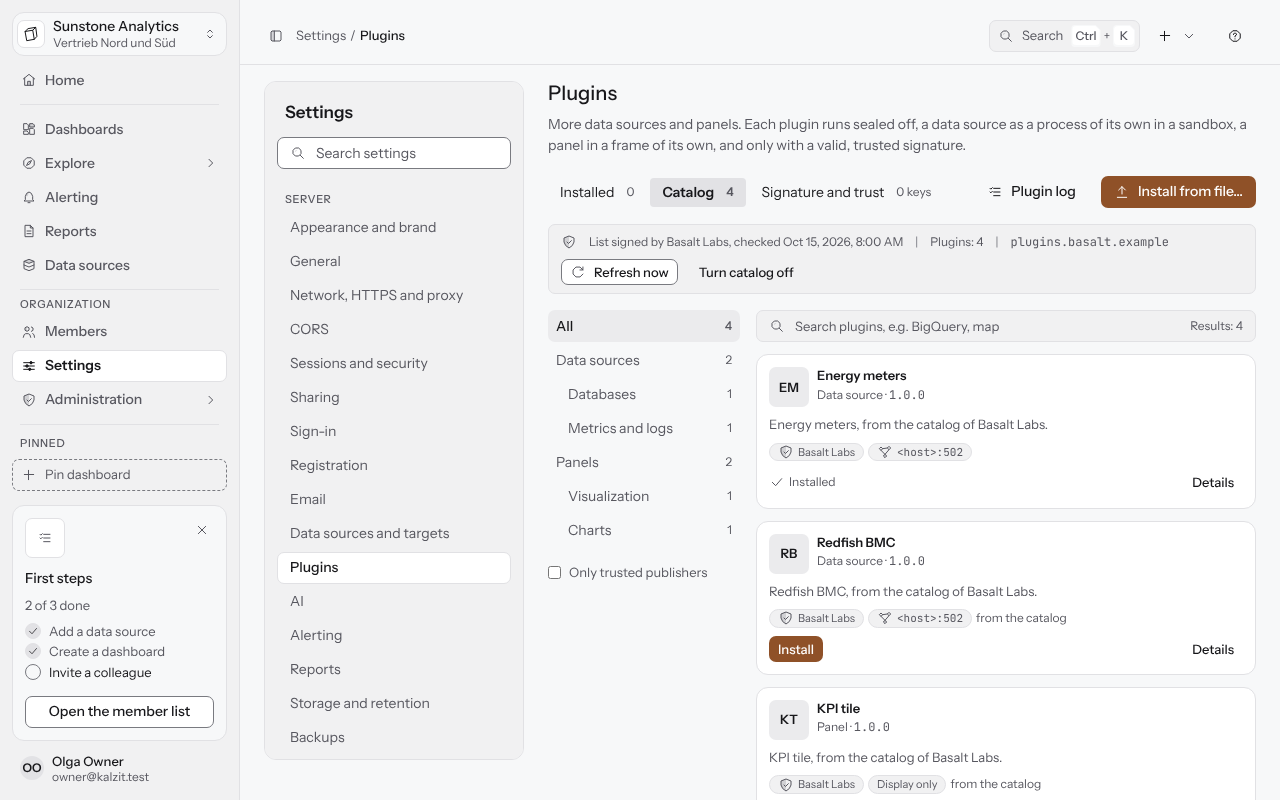 Sunstone Analytics
Vertrieb Nord und Süd
Home
Dashboards
Explore
Alerting
Reports
Data sources
ORGANIZATION
Members
Settings
Administration
PINNED
Pin dashboard
First steps
2 of 3 done
Add a data source
Create a dashboard
Invite a colleague
Open the member list
OO
Olga Owner
owner@kalzit.test
Settings / Plugins
Search Ctrl + K
Settings
Search settings
SERVER
Appearance and brand
General
Network, HTTPS and proxy
CORS
Sessions and security
Sharing
Sign-in
Registration
Email
Data sources and targets
Plugins
AI
Alerting
Reports
Storage and retention
Backups
Plugins
More data sources and panels. Each plugin runs sealed off, a data source as a process of its own in a sandbox, a
panel in a frame of its own, and only with a valid, trusted signature.
Installed 0 Catalog 4 Signature and trust 0 keys Plugin log Install from file…
List signed by Basalt Labs, checked Oct 15, 2026, 8:00 AM | Plugins: 4 | plugins.basalt.example
Refresh now Turn catalog off
All 4
Data sources 2
Databases 1
Metrics and logs 1
Panels 2
Visualization 1
Charts 1
Only trusted publishers
Search plugins, e.g. BigQuery, map Results: 4
EM
Energy meters
Data source · 1.0.0
Energy meters, from the catalog of Basalt Labs.
Basalt Labs <host>:502
Installed Details
RB
Redfish BMC
Data source · 1.0.0
Redfish BMC, from the catalog of Basalt Labs.
Basalt Labs <host>:502 from the catalog
Install Details
KT
KPI tile
Panel · 1.0.0
KPI tile, from the catalog of Basalt Labs.
Basalt Labs Display only from the catalog